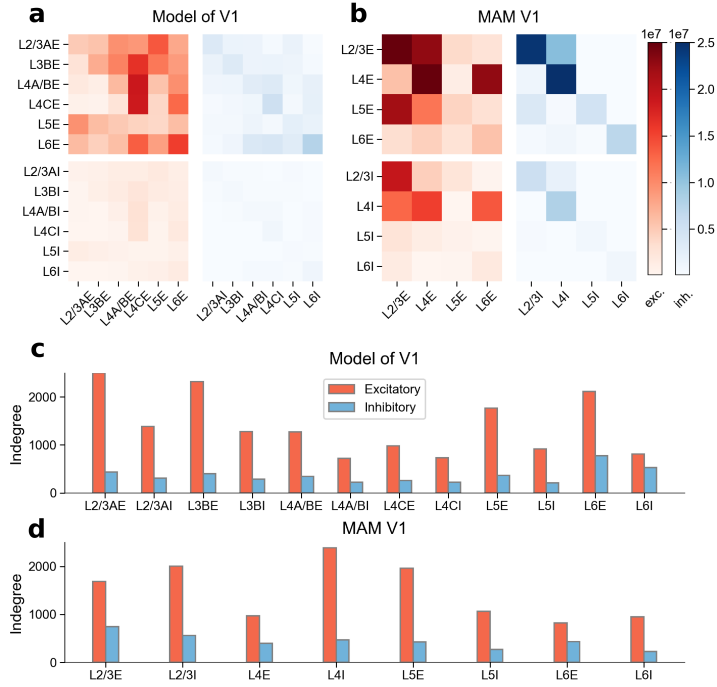 a
Model of V1
b
MAM V1
L2/3AE
L3BE
L4A/BE
L4CE
L5E
L6E
L2/3AI
L3BI
L4A/BI
L4CI
L5I
L6I
L2/3AE L3BE L4A/BE L4CE L5E L6E L2/3AI L3BI L4A/BI L4CI L5I L6I
L2/3E
L4E
L5E
L6E
L2/3I
L4I
L5I
L6I
L2/3E L4E L5E L6E L2/3I L4I L5I L6I
1e7 1e7
2.5
2.0
1.5
1.0
0.5
exc. inh.
c
Model of V1
Indegree
2000
1000
0
Excitatory
Inhibitory
L2/3AE L2/3AI L3BE L3BI L4A/BE L4A/BI L4CE L4CI L5E L5I L6E L6I
d
MAM V1
Indegree
2000
1000
0
L2/3E L2/3I L4E L4I L5E L5I L6E L6I